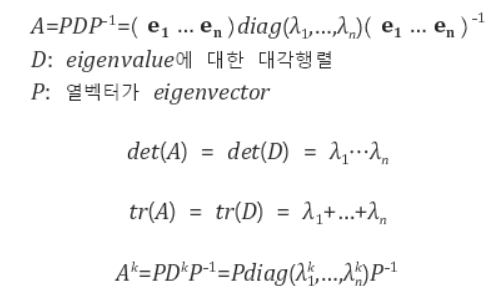 A=PDP⁻¹=( e₁ … eₙ )diag(λ₁,…,λₙ)( e₁ … eₙ )⁻¹
D: eigenvalue에 대한 대각행렬
P: 열벡터가 eigenvector
det(A) = det(D) = λ₁⋯λₙ
tr(A) = tr(D) = λ₁+…+λₙ
Aᵏ=PDᵏP⁻¹=Pdiag(λ₁ᵏ,…,λₙᵏ)P⁻¹